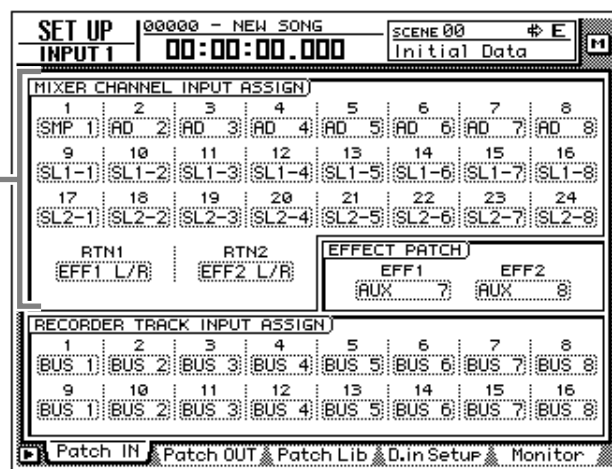 SET UP
INPUT 1
00000 - NEW SONG
00:00:00.000
SCENE 00 E
Initial Data
M
MIXER CHANNEL INPUT ASSIGN
1 2 3 4 5 6 7 8
SMP 1 AD 2 AD 3 AD 4 AD 5 AD 6 AD 7 AD 8
9 10 11 12 13 14 15 16
SL1-1 SL1-2 SL1-3 SL1-4 SL1-5 SL1-6 SL1-7 SL1-8
17 18 19 20 21 22 23 24
SL2-1 SL2-2 SL2-3 SL2-4 SL2-5 SL2-6 SL2-7 SL2-8
RTN1 RTN2
EFF1 L/R EFF2 L/R
EFFECT PATCH
EFF1 EFF2
AUX 7 AUX 8
RECORDER TRACK INPUT ASSIGN
1 2 3 4 5 6 7 8
BUS 1 BUS 2 BUS 3 BUS 4 BUS 5 BUS 6 BUS 7 BUS 8
9 10 11 12 13 14 15 16
BUS 1 BUS 2 BUS 3 BUS 4 BUS 5 BUS 6 BUS 7 BUS 8
Patch IN Patch OUT Patch Lib D.in Setup Monitor